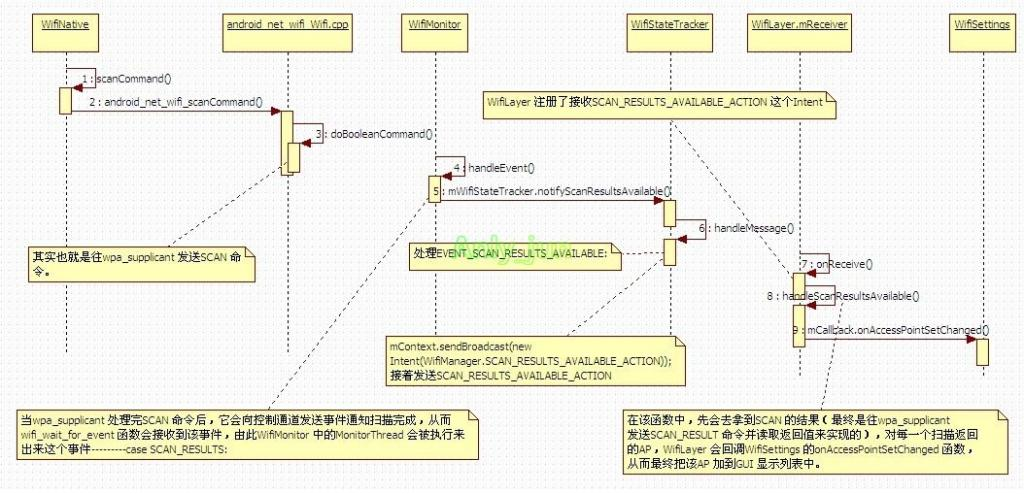 WifiNative
android_net_wifi_Wifi.cpp
WifiMonitor
WifiStateTracker
WifiLayer.mReceiver
WifiSettings
1 : scanCommand()
2 : android_net_wifi_scanCommand()
WifiLayer 注册了接收SCAN_RESULTS_AVAILABLE_ACTION 这个Intent
3 : doBooleanCommand()
4 : handleEvent()
5 : mWifiStateTracker.notifyScanResultsAvailable()
6 : handleMessage()
其实也就是往wpa_supplicant 发送SCAN 命
令。
处理EVENT_SCAN_RESULTS_AVAILABLE:
7 : onReceive()
8 : handleScanResultsAvailable()
9 : mCallback.onAccessPointSetChanged()
mContext.sendBroadcast(new
Intent(WifiManager.SCAN_RESULTS_AVAILABLE_ACTION));
接着发送SCAN_RESULTS_AVAILABLE_ACTION
当wpa_supplicant 处理完SCAN 命令后，它会向控制通道发送事件通知扫描完成，从而
wifi_wait_for_event 函数会接收到该事件，由此WifiMonitor 中的MonitorThread 会被执行来
出来这个事件---------case SCAN_RESULTS:
在该函数中，先会去拿到SCAN 的结果（最终是往wpa_supplicant
发送SCAN_RESULT 命令并读取返回值来实现的），对每一个扫描返回
的AP，WifiLayer 会回调WifiSettings 的onAccessPointSetChanged 函数，
从而最终把该AP 加到GUI 显示列表中。